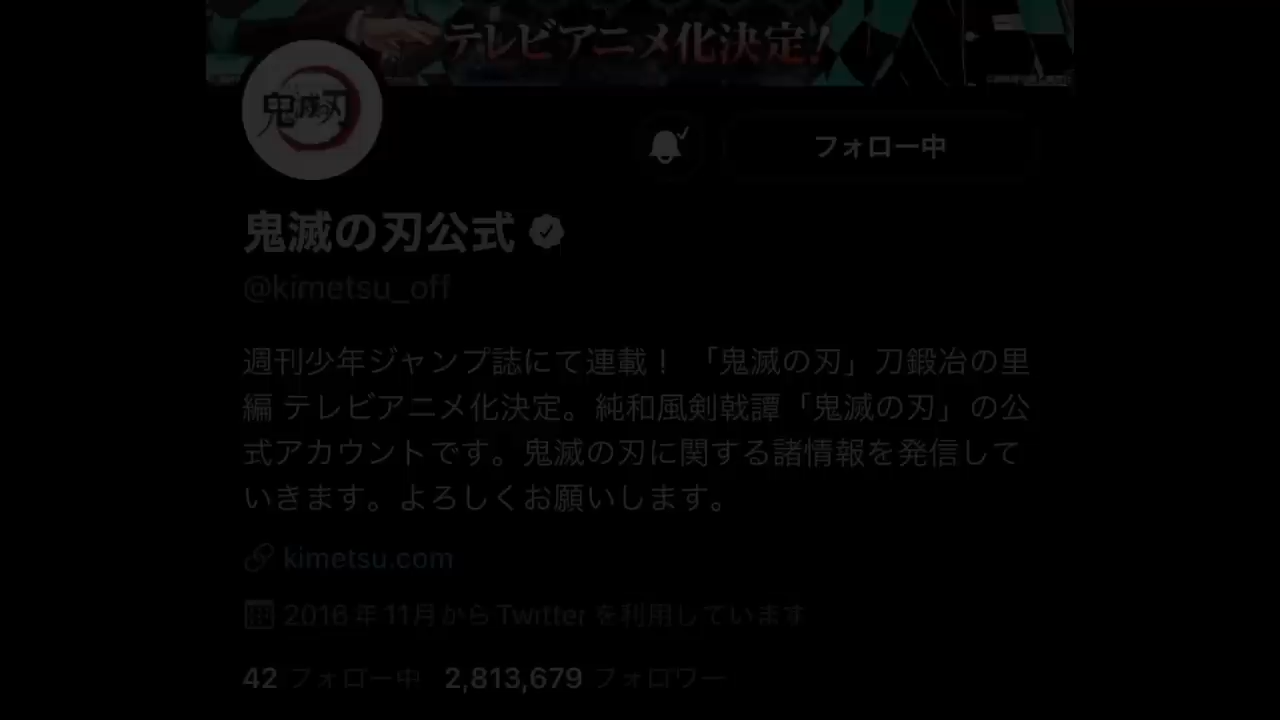 テレビアニメ化決定!
鬼滅の刃
フォロー中
鬼滅の刃公式
@kimetsu_off
週刊少年ジャンプ誌にて連載！「鬼滅の刃」刀鍛冶の里
編 テレビアニメ化決定。純和風剣戟譚「鬼滅の刃」の公
式アカウントです。鬼滅の刃に関する諸情報を発信して
いきます。よろしくお願いします。
kimetsu.com
2016年11月からTwitterを利用しています
42 フォロー中 2,813,679 フォロワー